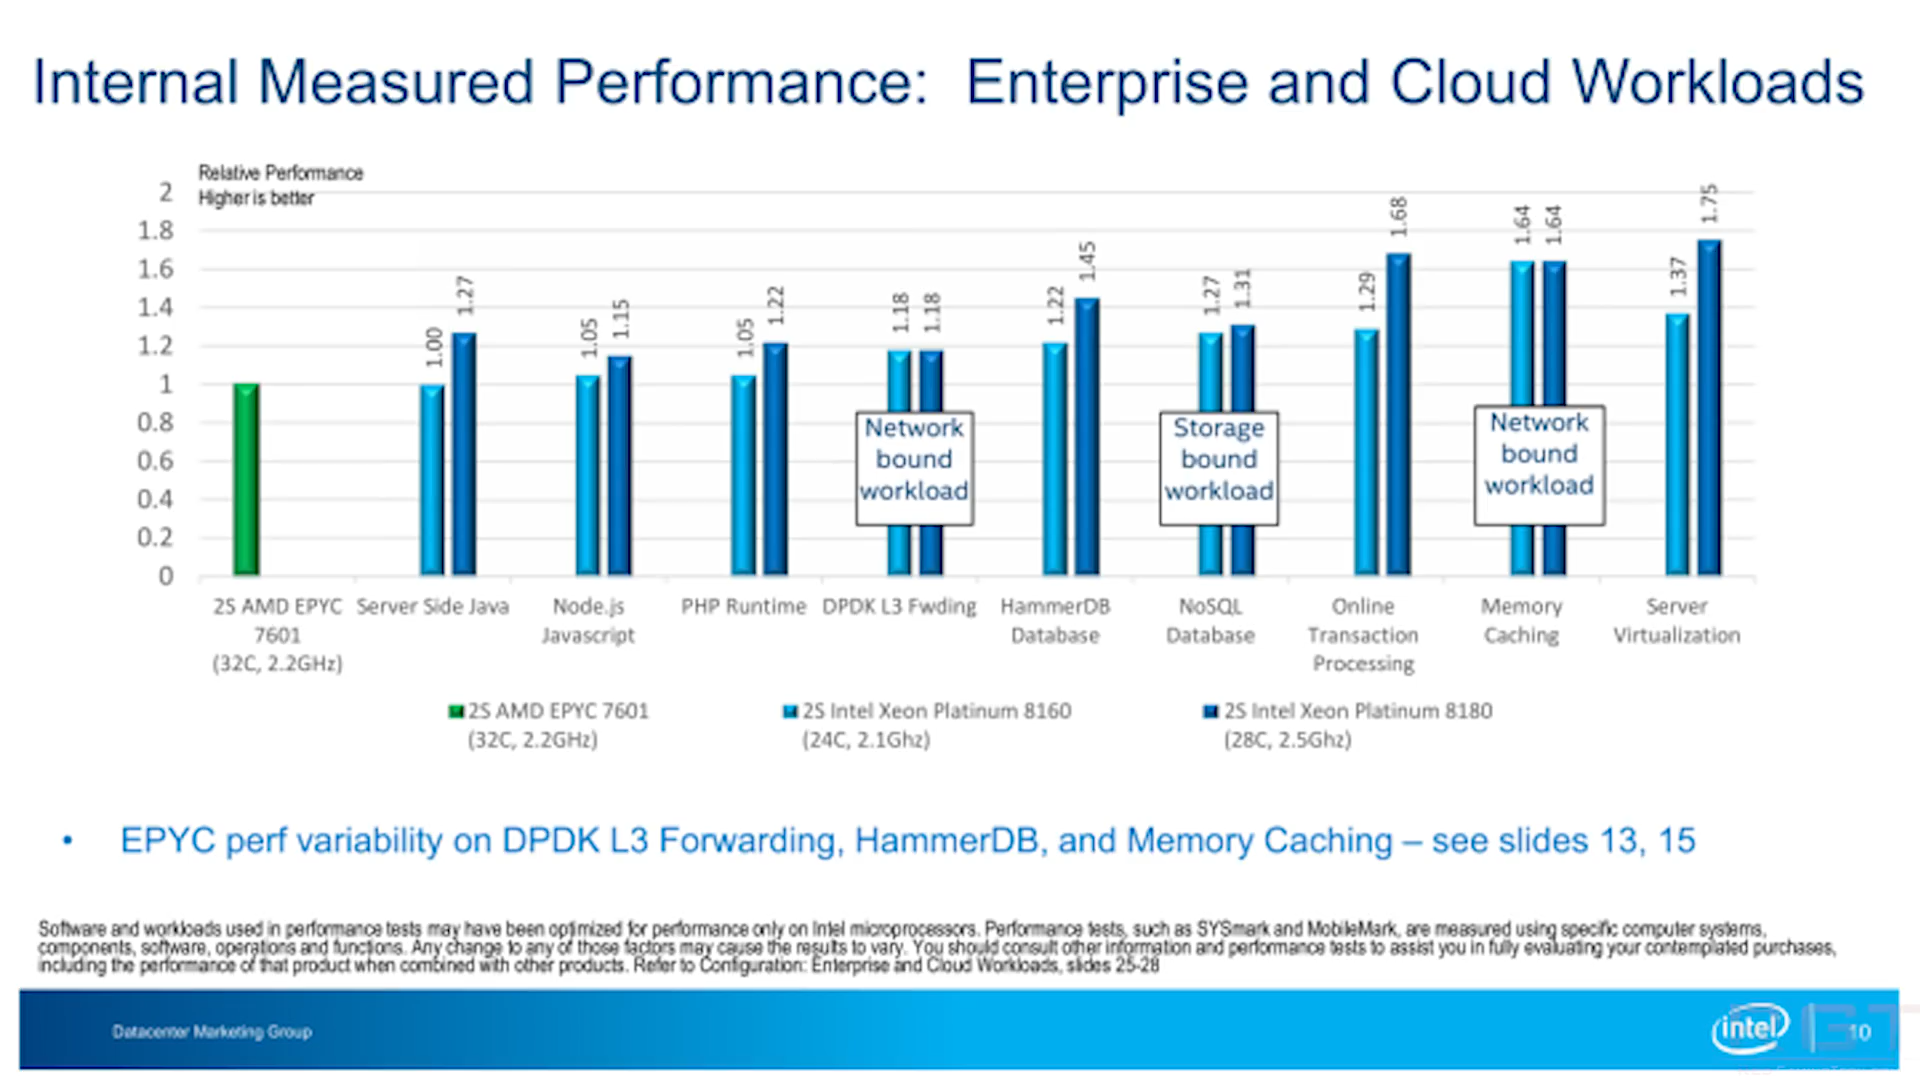 Internal Measured Performance: Enterprise and Cloud Workloads
Relative Performance
Higher is better
2
1.8
1.6
1.4
1.2
1
0.8
0.6
0.4
0.2
0
1.00
1.27
1.05
1.15
1.05
1.22
1.18
1.18
1.22
1.45
1.27
1.31
1.29
1.68
1.64
1.64
1.37
1.75
Network
bound
workload
Storage
bound
workload
Network
bound
workload
2S AMD EPYC
7601
(32C, 2.2GHz)
Server Side Java
Node.js
Javascript
PHP Runtime
DPDK L3 Fwding
HammerDB
Database
NoSQL
Database
Online
Transaction
Processing
Memory
Caching
Server
Virtualization
2S AMD EPYC 7601
(32C, 2.2GHz)
2S Intel Xeon Platinum 8160
(24C, 2.1Ghz)
2S Intel Xeon Platinum 8180
(28C, 2.5Ghz)
• EPYC perf variability on DPDK L3 Forwarding, HammerDB, and Memory Caching – see slides 13, 15
Software and workloads used in performance tests may have been optimized for performance only on Intel microprocessors. Performance tests, such as SYSmark and MobileMark, are measured using specific computer systems,
components, software, operations and functions. Any change to any of those factors may cause the results to vary. You should consult other information and performance tests to assist you in fully evaluating your contemplated purchases,
including the performance of that product when combined with other products. Refer to Configuration: Enterprise and Cloud Workloads, slides 25-28
Datacenter Marketing Group
intel
10